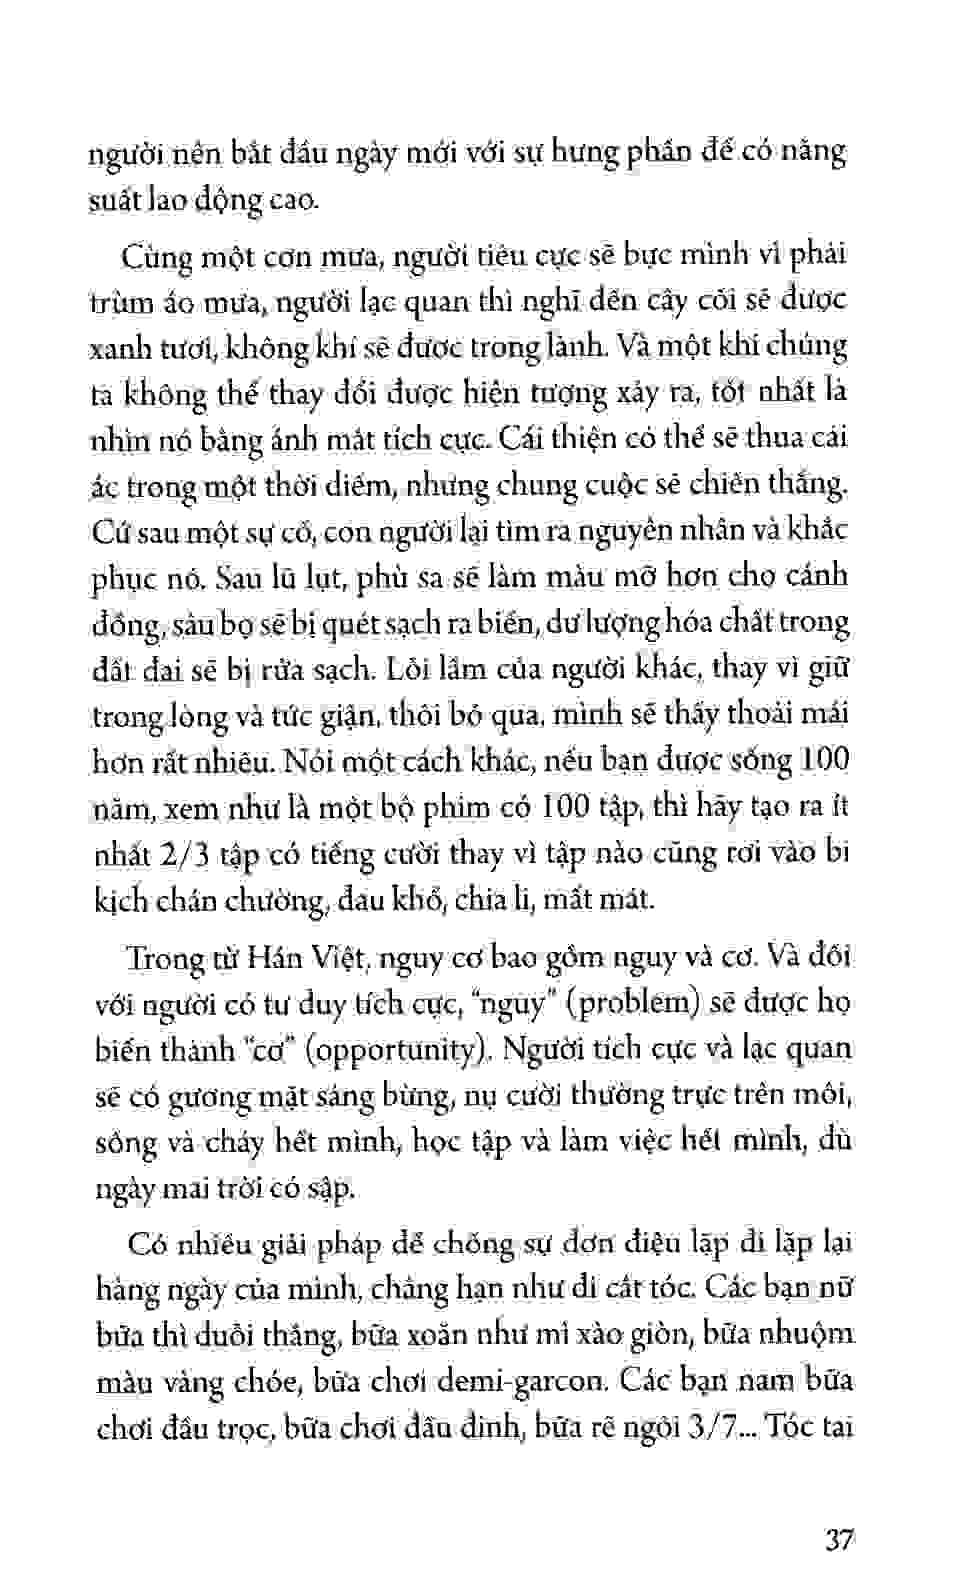 người nên bắt đầu ngày mới với sự hưng phấn để có năng
suất lao động cao.
Cùng một cơn mưa, người tiêu cực sẽ bực mình vì phải
trùm áo mưa, người lạc quan thì nghĩ đến cây cối sẽ được
xanh tươi, không khí sẽ được trong lành. Và một khi chúng
ta không thể thay đổi được hiện tượng xảy ra, tốt nhất là
nhìn nó bằng ánh mắt tích cực. Cái thiện có thể sẽ thua cái
ác trong một thời điểm, nhưng chung cuộc sẽ chiến thắng.
Cứ sau một sự cố, con người lại tìm ra nguyên nhân và khắc
phục nó. Sau lũ lụt, phù sa sẽ làm màu mỡ hơn cho cánh
đồng, sâu bọ sẽ bị quét sạch ra biển, dư lượng hóa chất trong
đất đai sẽ bị rửa sạch. Lỗi lầm của người khác, thay vì giữ
trong lòng và tức giận, thôi bỏ qua, mình sẽ thấy thoải mái
hơn rất nhiều. Nói một cách khác, nếu bạn được sống 100
năm, xem như là một bộ phim có 100 tập, thì hãy tạo ra ít
nhất 2/3 tập có tiếng cười thay vì tập nào cũng rơi vào bi
kịch chán chường, đau khổ, chia li, mất mát.
Trong từ Hán Việt, nguy cơ bao gồm nguy và cơ. Và đối
với người có tư duy tích cực, "nguy" (problem) sẽ được họ
biến thành "cơ" (opportunity). Người tích cực và lạc quan
sẽ có gương mặt sáng bừng, nụ cười thường trực trên môi,
sống và cháy hết mình, học tập và làm việc hết mình, dù
ngày mai trời có sập.
Có nhiều giải pháp để chống sự đơn điệu lặp đi lặp lại
hàng ngày của mình, chẳng hạn như đi cắt tóc. Các bạn nữ
bữa thì duỗi thẳng, bữa xoăn như mì xào giòn, bữa nhuộm
màu vàng chóe, bữa chơi demi-garcon. Các bạn nam bữa
chơi đầu trọc, bữa chơi đầu đinh, bữa rẽ ngôi 3/7... Tóc tai
37